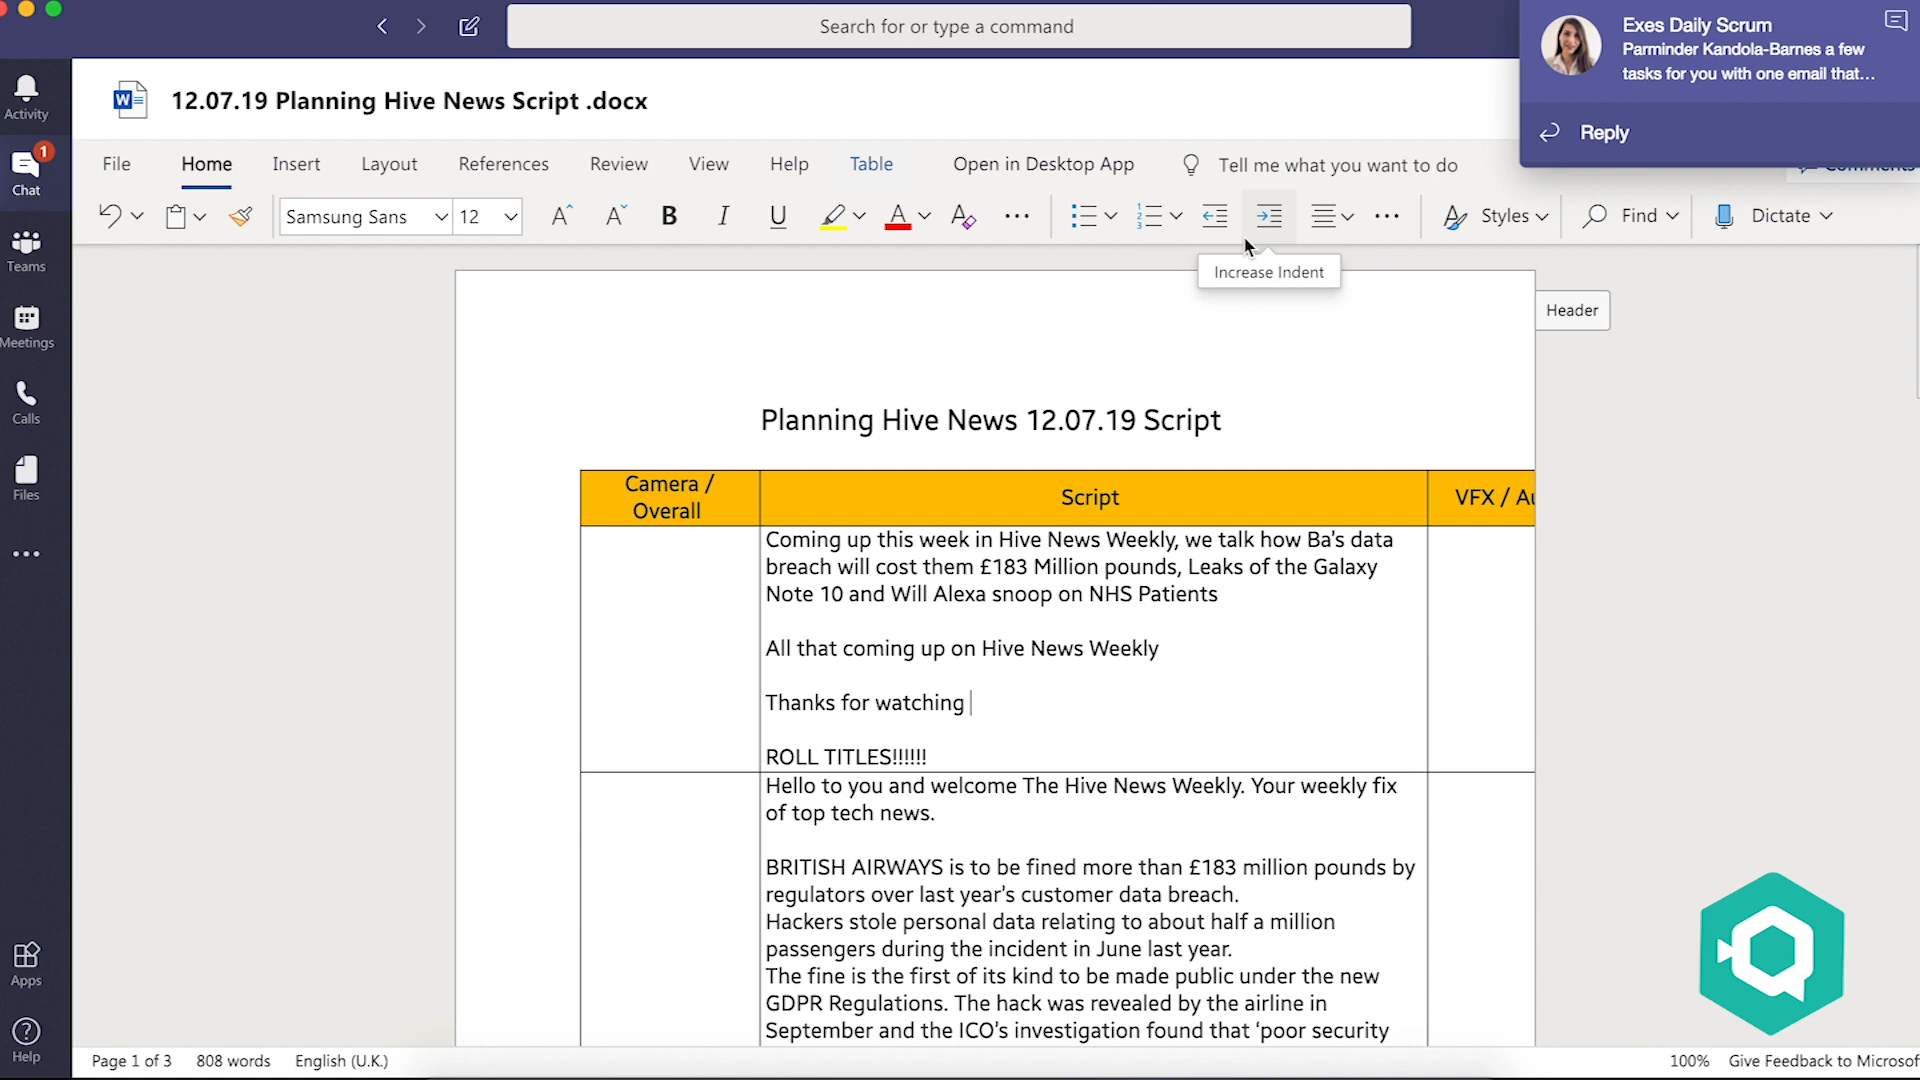 Search for or type a command
Exes Daily Scrum
Parminder Kandola-Barnes a few
tasks for you with one email that...
Reply
Activity
1
Chat
Teams
Meetings
Calls
Files
Apps
Help
12.07.19 Planning Hive News Script .docx
File Home Insert Layout References Review View Help Table Open in Desktop App Tell me what you want to do
Comments
Samsung Sans 12 A A B I U A A Styles Find Dictate
Increase Indent
Header
Planning Hive News 12.07.19 Script
Camera /
Overall
Script
VFX /
Coming up this week in Hive News Weekly, we talk how Ba's data
breach will cost them £183 Million pounds, Leaks of the Galaxy
Note 10 and Will Alexa snoop on NHS Patients
All that coming up on Hive News Weekly
Thanks for watching
ROLL TITLES!!!!!!
Hello to you and welcome The Hive News Weekly. Your weekly fix
of top tech news.
BRITISH AIRWAYS is to be fined more than £183 million pounds by
regulators over last year's customer data breach.
Hackers stole personal data relating to about half a million
passengers during the incident in June last year.
The fine is the first of its kind to be made public under the new
GDPR Regulations. The hack was revealed by the airline in
September and the ICO's investigation found that 'poor security
Page 1 of 3 808 words English (U.K.)
100% Give Feedback to Microsof